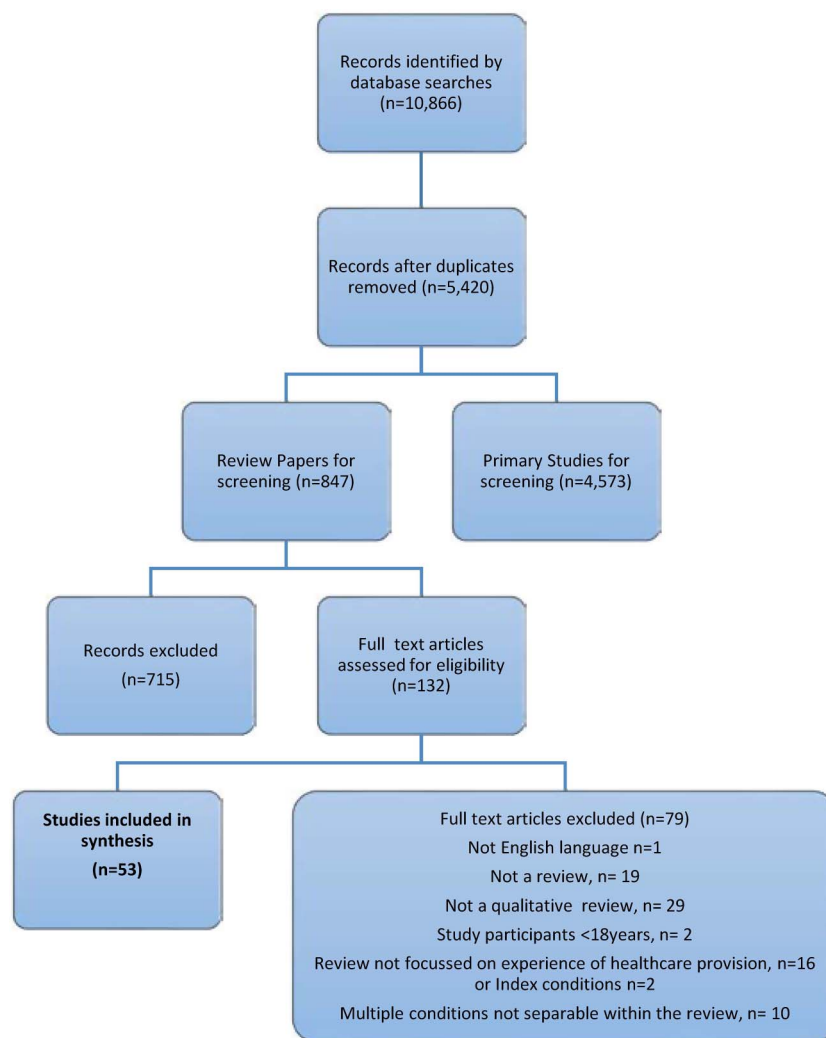 Records identified by
database searches
(n=10,866)
Records after duplicates
removed (n=5,420)
Review Papers for
screening (n=847)
Primary Studies for
screening (n=4,573)
Records excluded
(n=715)
Full text articles
assessed for eligibility
(n=132)
Studies included in
synthesis
(n=53)
Full text articles excluded (n=79)
Not English language n=1
Not a review, n= 19
Not a qualitative review, n= 29
Study participants <18years, n= 2
Review not focussed on experience of healthcare provision, n=16
or Index conditions n=2
Multiple conditions not separable within the review, n= 10